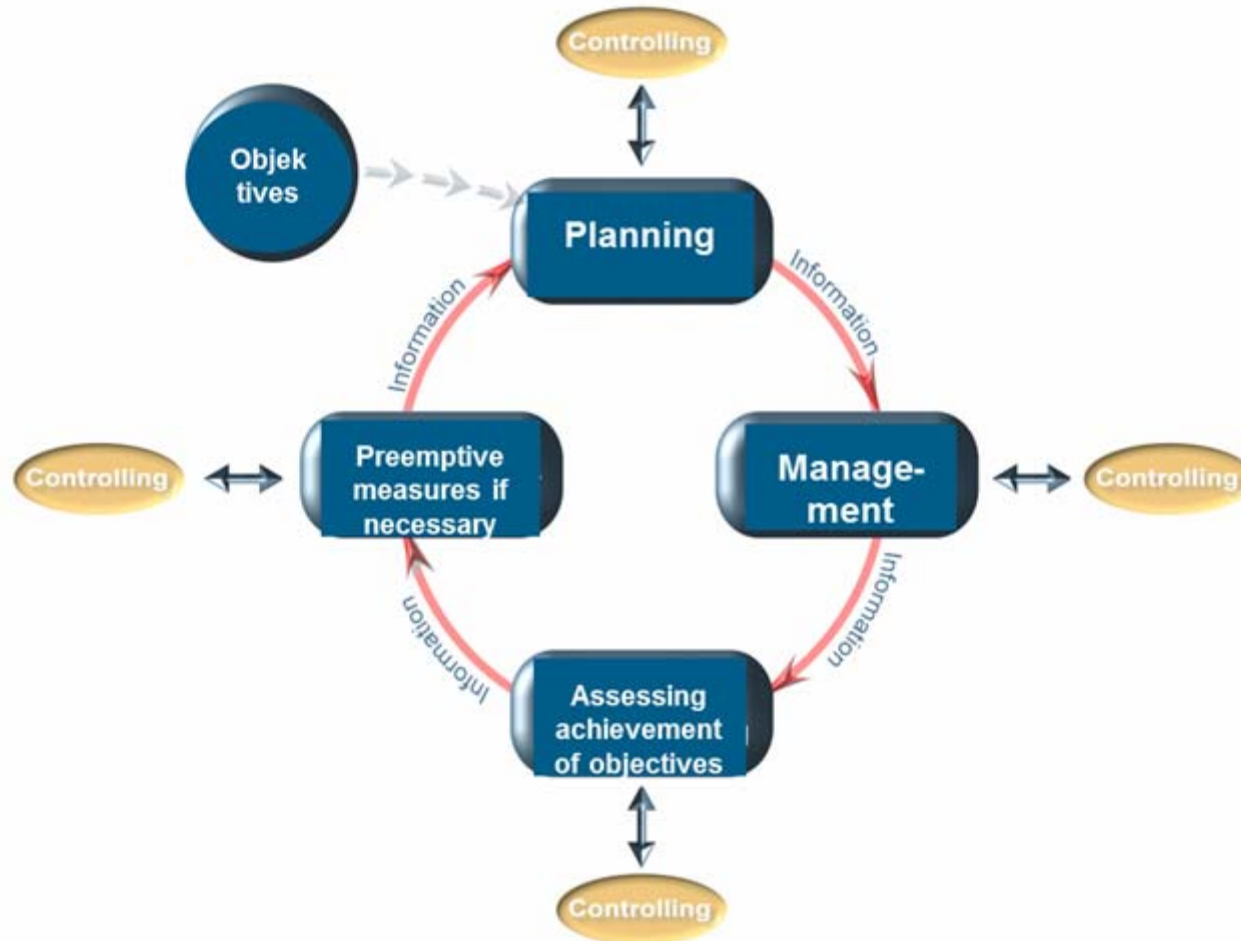 Controlling
Objek
tives
Planning
Information
Information
Controlling
Preemptive
measures if
necessary
Manage-
ment
Controlling
Information
Information
Assessing
achievement
of objectives
Controlling